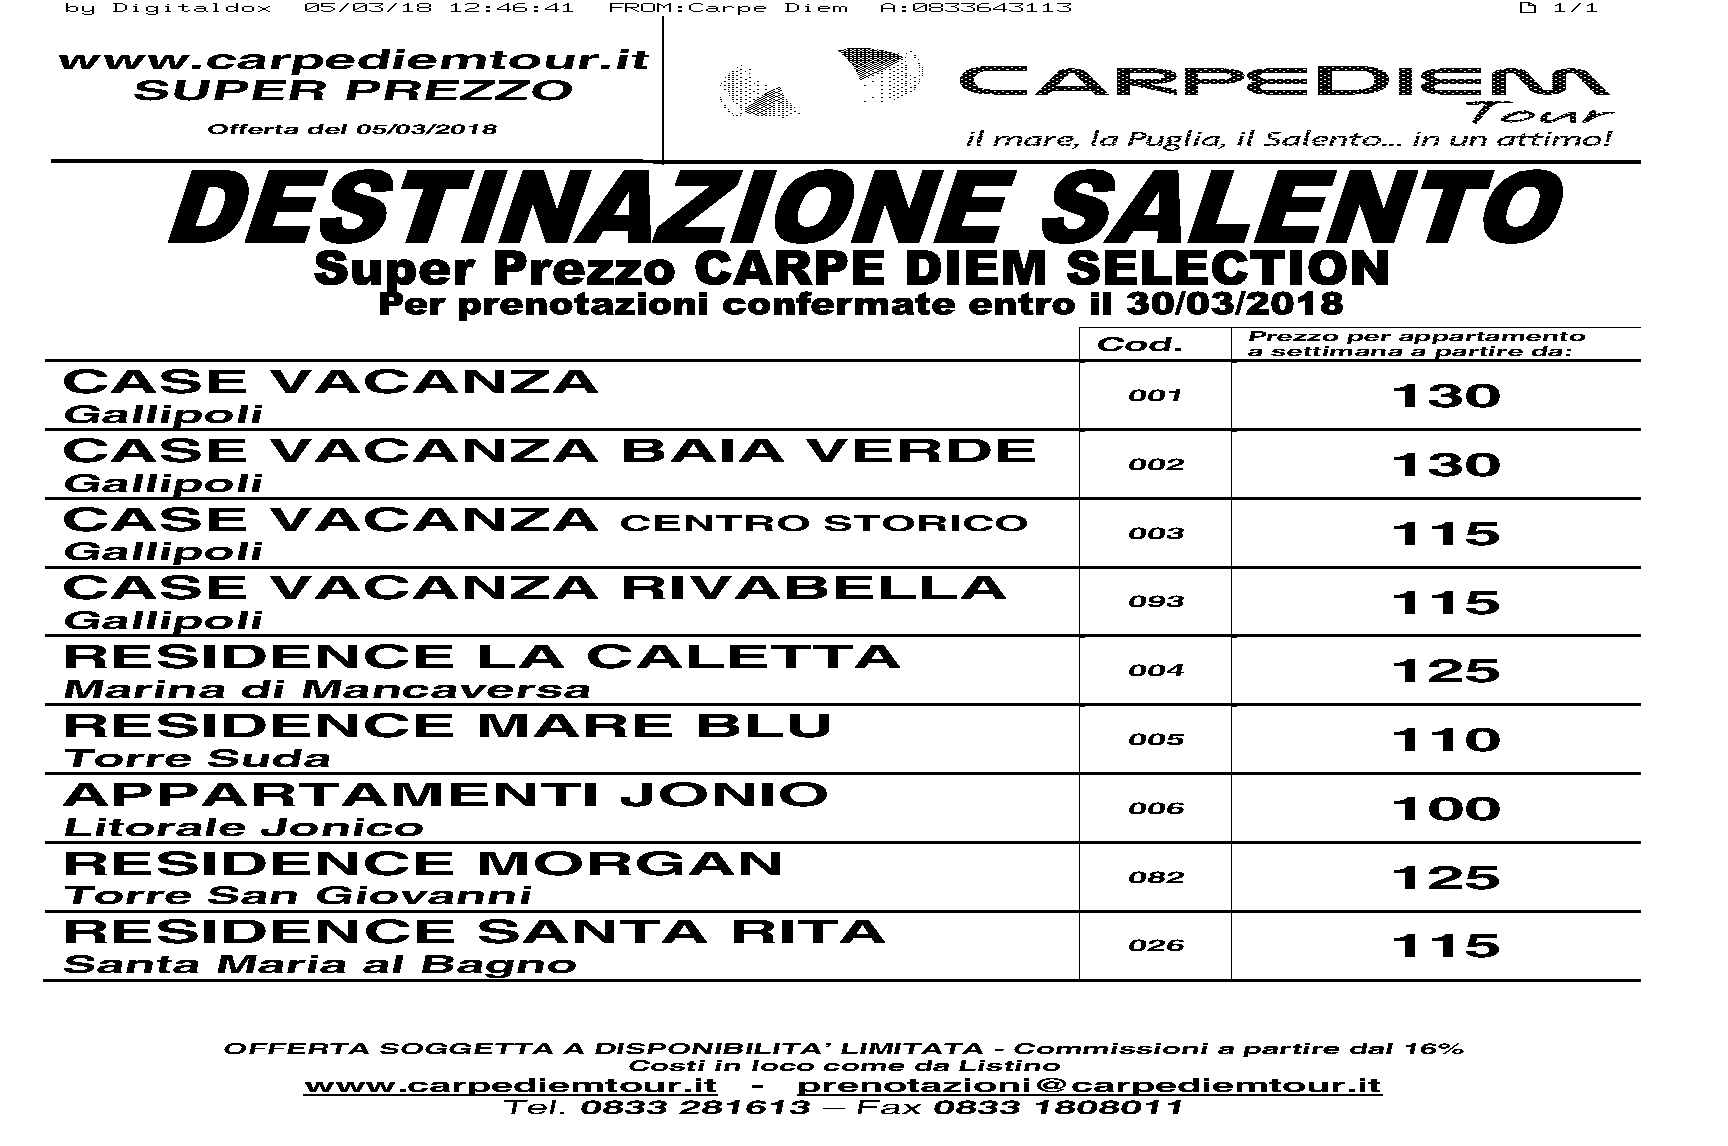 by Digitaldox 05/03/18 12:46:41 FROM:Carpe Diem A:0833643113 1/1
www.carpediemtour.it
SUPER PREZZO
Offerta del 05/03/2018
CARPEDIEM
Tour
il mare, la Puglia, il Salento... in un attimo!
DESTINAZIONE SALENTO
Super Prezzo CARPE DIEM SELECTION
Per prenotazioni confermate entro il 30/03/2018
Cod. Prezzo per appartamento
a settimana a partire da:
CASE VACANZA
Gallipoli
001 130
CASE VACANZA BAIA VERDE
Gallipoli
002 130
CASE VACANZA CENTRO STORICO
Gallipoli
003 115
CASE VACANZA RIVABELLA
Gallipoli
093 115
RESIDENCE LA CALETTA
Marina di Mancaversa
004 125
RESIDENCE MARE BLU
Torre Suda
005 110
APPARTAMENTI JONIO
Litorale Jonico
006 100
RESIDENCE MORGAN
Torre San Giovanni
082 125
RESIDENCE SANTA RITA
Santa Maria al Bagno
026 115
OFFERTA SOGGETTA A DISPONIBILITA' LIMITATA - Commissioni a partire dal 16%
Costi in loco come da Listino
www.carpediemtour.it - prenotazioni@carpediemtour.it
Tel. 0833 281613 – Fax 0833 1808011